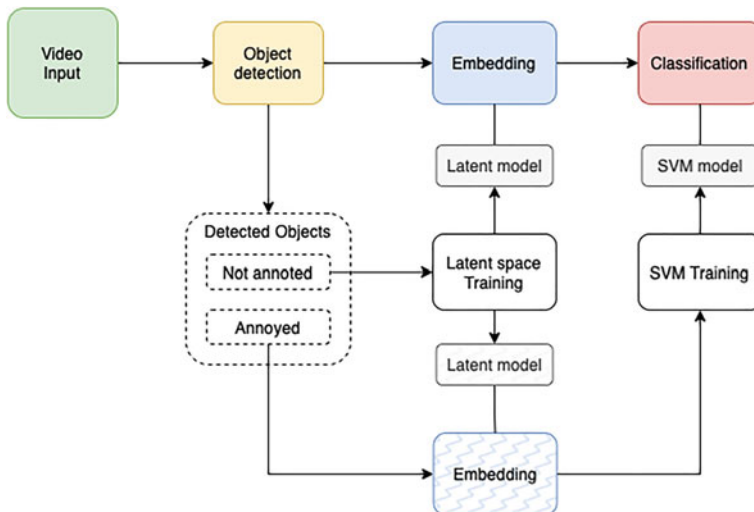 Video
Input
Object
detection
Embedding
Classification
Latent model
SVM model
Detected Objects
Not annoted
Annoyed
Latent space
Training
SVM Training
Latent model
Embedding